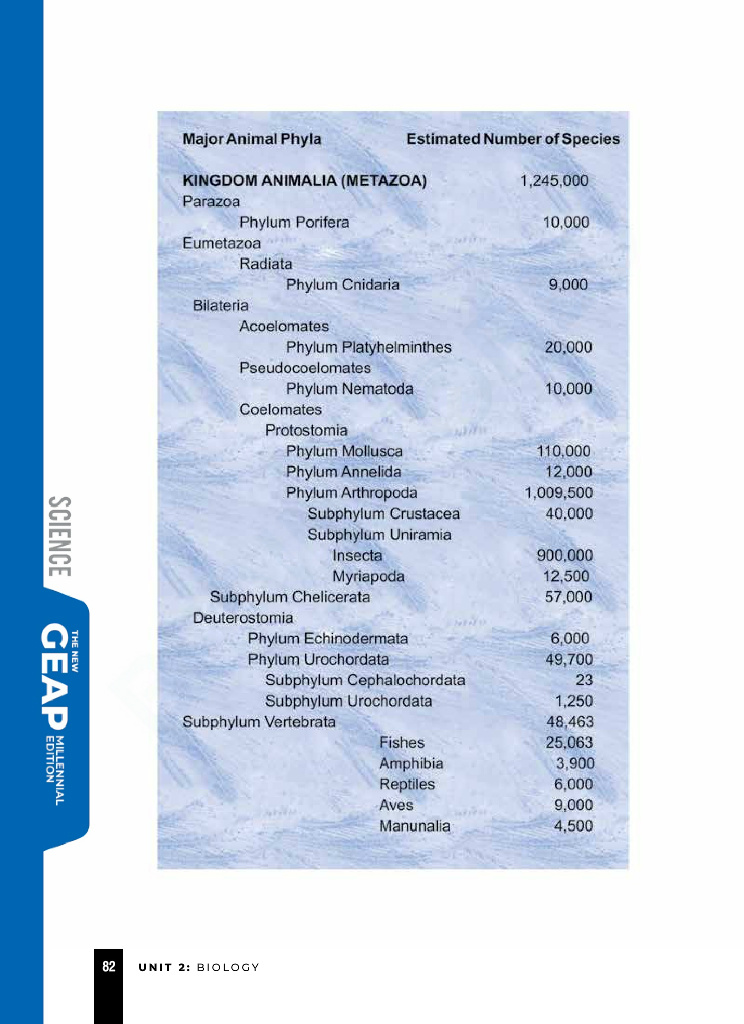 Major Animal Phyla Estimated Number of Species
KINGDOM ANIMALIA (METAZOA) 1,245,000
Parazoa
Phylum Porifera 10,000
Eumetazoa
Radiata
Phylum Cnidaria 9,000
Bilateria
Acoelomates
Phylum Platyhelminthes 20,000
Pseudocoelomates
Phylum Nematoda 10,000
Coelomates
Protostomia
Phylum Mollusca 110,000
Phylum Annelida 12,000
Phylum Arthropoda 1,009,500
Subphylum Crustacea 40,000
Subphylum Uniramia
Insecta 900,000
Myriapoda 12,500
Subphylum Chelicerata 57,000
Deuterostomia
Phylum Echinodermata 6,000
Phylum Urochordata 49,700
Subphylum Cephalochordata 23
Subphylum Urochordata 1,250
Subphylum Vertebrata 48,463
Fishes 25,063
Amphibia 3,900
Reptiles 6,000
Aves 9,000
Manunalia 4,500
SCIENCE
THE NEW
GEAP
MILLENNIAL
EDITION
82 UNIT 2: BIOLOGY